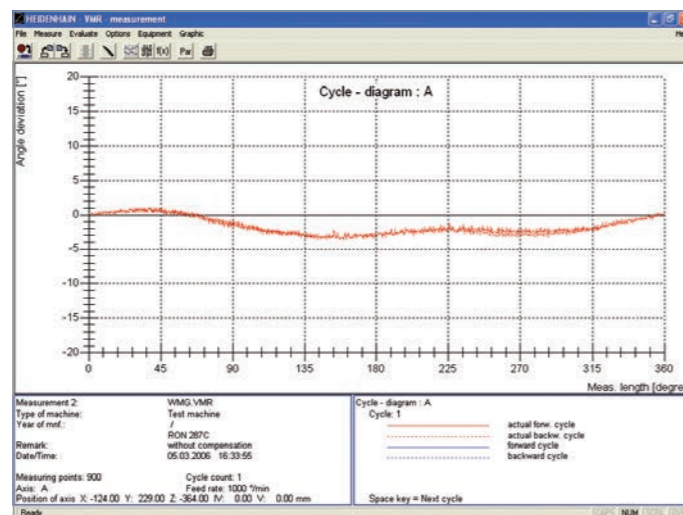 HEIDENHAIN - VMR - measurement
File Measure Evaluate Options Equipment Graphic
f(x) Par
Cycle - diagram : A
Angle deviation ["]
20
15
10
5
0
-5
-10
-15
-20
0 45 90 135 180 225 270 315 360
Meas. length [degre
Measurement 2: WMG.VMR
Type of machine: Test machine
Year of mnf.: /
RON 287C
Remark: without compensation
Date/Time: 05.03.2006 16:33:55
Measuring points: 900 Cycle count: 1
Axis: A Feed rate: 1000 °/min
Position of axis X: -124.00 Y: 229.00 Z: -364.00 IV: 0.00 V: 0.00 mm
Cycle - diagram : A
Cycle: 1
actual forw. cycle
actual backw. cycle
forward cycle
backward cycle
Space key = Next cycle
Ready CAPS NUM